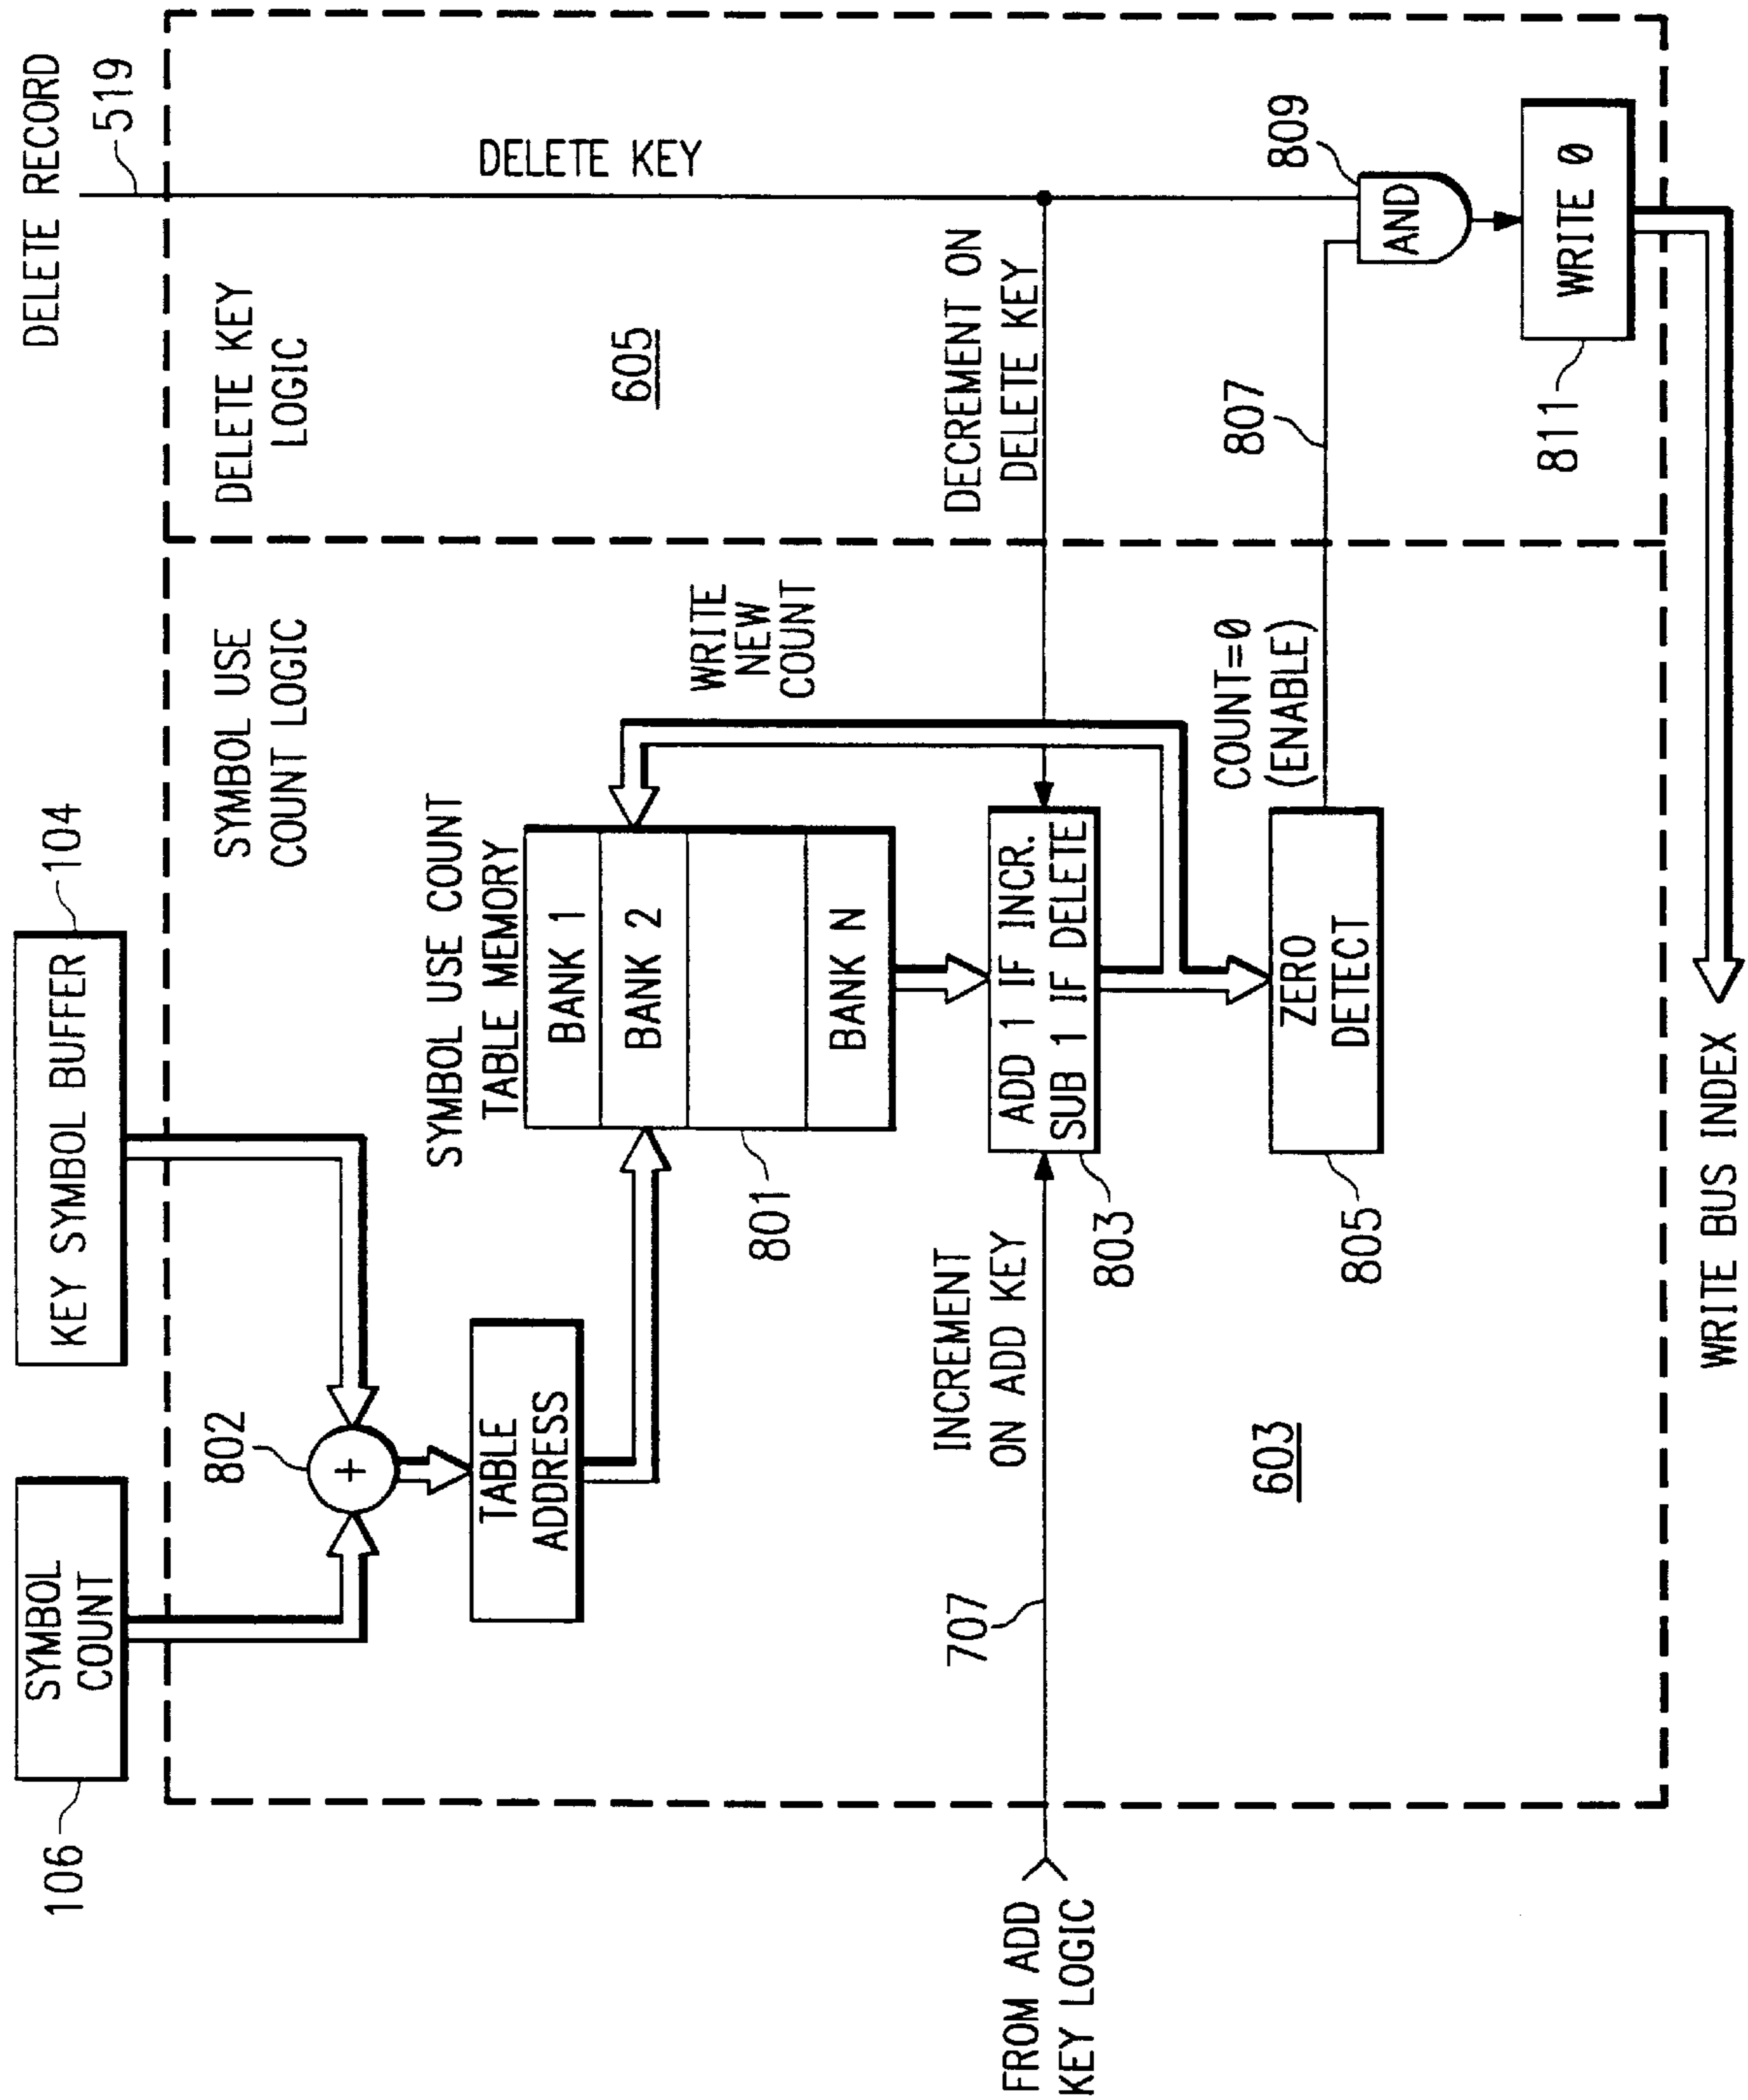 DELETE RECORD
519
106
SYMBOL
COUNT
KEY SYMBOL BUFFER
104
802
+
SYMBOL USE
COUNT LOGIC
DELETE KEY
LOGIC
DELETE KEY
605
TABLE
ADDRESS
SYMBOL USE COUNT
TABLE MEMORY
BANK 1
BANK 2
BANK N
801
WRITE
NEW
COUNT
FROM ADD
KEY LOGIC
707
INCREMENT
ON ADD KEY
ADD 1 IF INCR.
SUB 1 IF DELETE
803
DECREMENT ON
DELETE KEY
603
ZERO
DETECT
805
COUNT=0
(ENABLE)
807
AND
809
WRITE 0
811
WRITE BUS INDEX